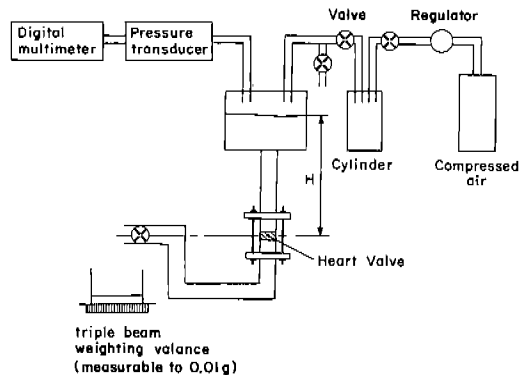 Digital
multimeter
Pressure
transducer
Valve
Regulator
Cylinder
Compressed
air
H
Heart Valve
triple beam
weighting valance
(measurable to 0.01g)